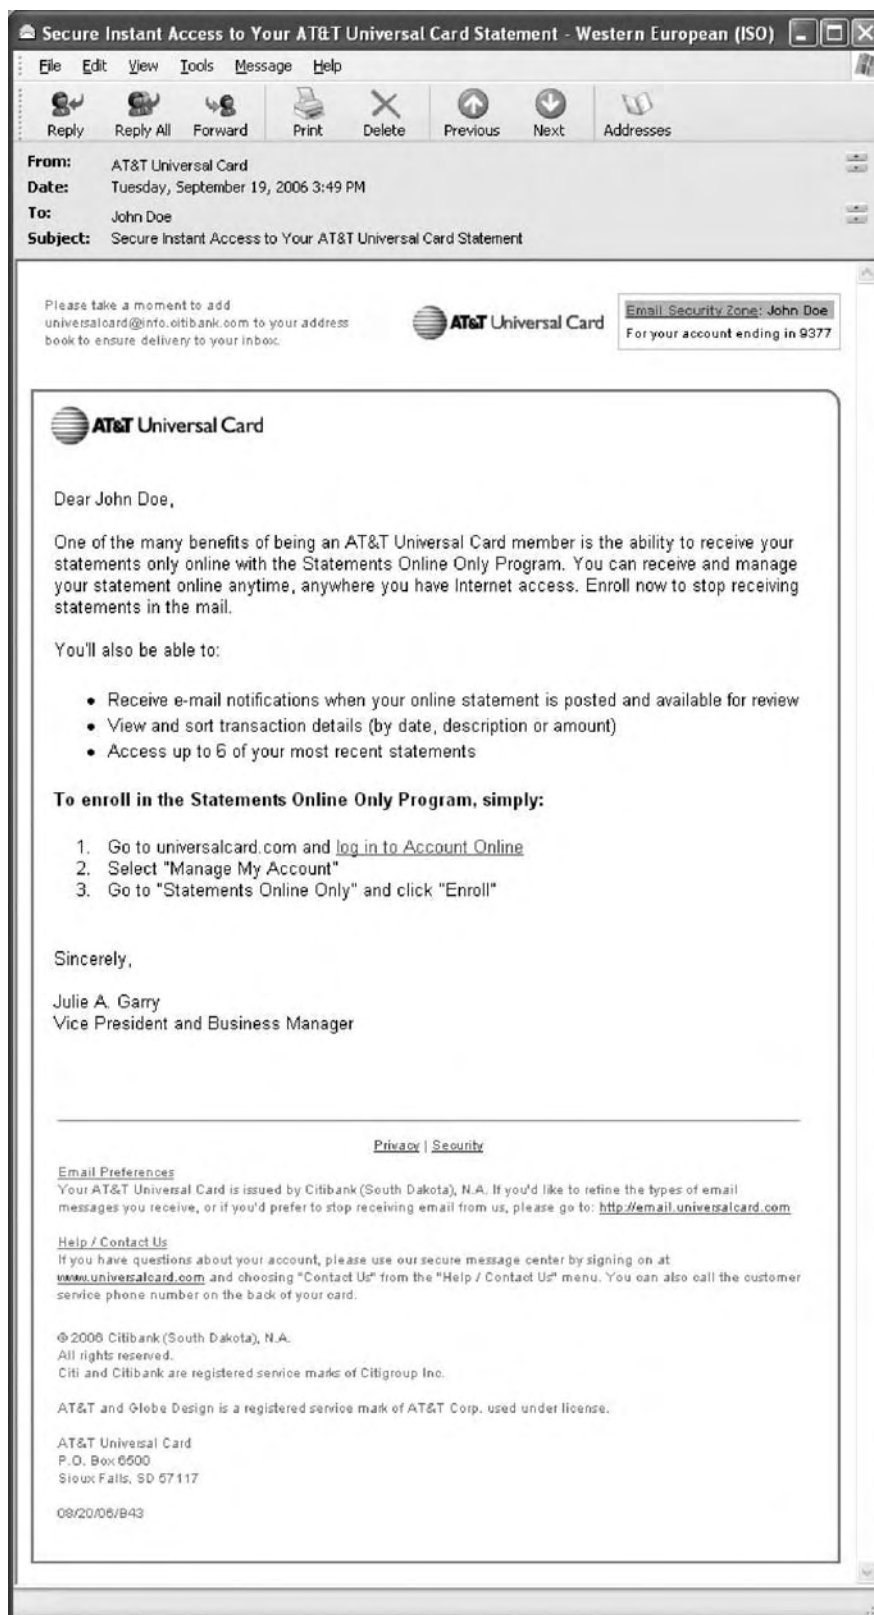 Secure Instant Access to Your AT&T Universal Card Statement - Western European (ISO)
File Edit View Tools Message Help
Reply Reply All Forward Print Delete Previous Next Addresses
From: AT&T Universal Card
Date: Tuesday, September 19, 2006 3:49 PM
To: John Doe
Subject: Secure Instant Access to Your AT&T Universal Card Statement
Please take a moment to add
universalcard@info.citibank.com to your address
book to ensure delivery to your inbox.
AT&T Universal Card
Email Security Zone: John Doe
For your account ending in 9377
AT&T Universal Card
Dear John Doe,
One of the many benefits of being an AT&T Universal Card member is the ability to receive your
statements only online with the Statements Online Only Program. You can receive and manage
your statement online anytime, anywhere you have Internet access. Enroll now to stop receiving
statements in the mail.
You'll also be able to:
• Receive e-mail notifications when your online statement is posted and available for review
• View and sort transaction details (by date, description or amount)
• Access up to 6 of your most recent statements
To enroll in the Statements Online Only Program, simply:
1. Go to universalcard.com and log in to Account Online
2. Select "Manage My Account"
3. Go to "Statements Online Only" and click "Enroll"
Sincerely,
Julie A. Garry
Vice President and Business Manager
Privacy | Security
Email Preferences
Your AT&T Universal Card is issued by Citibank (South Dakota), N.A. If you'd like to refine the types of email
messages you receive, or if you'd prefer to stop receiving email from us, please go to: http://email.universalcard.com
Help / Contact Us
If you have questions about your account, please use our secure message center by signing on at
www.universalcard.com and choosing "Contact Us" from the "Help / Contact Us" menu. You can also call the customer
service phone number on the back of your card.
© 2006 Citibank (South Dakota), N.A.
All rights reserved.
Citi and Citibank are registered service marks of Citigroup Inc.
AT&T and Globe Design is a registered service mark of AT&T Corp. used under license.
AT&T Universal Card
P.O. Box 6500
Sioux Falls, SD 57117
08/20/06/B43